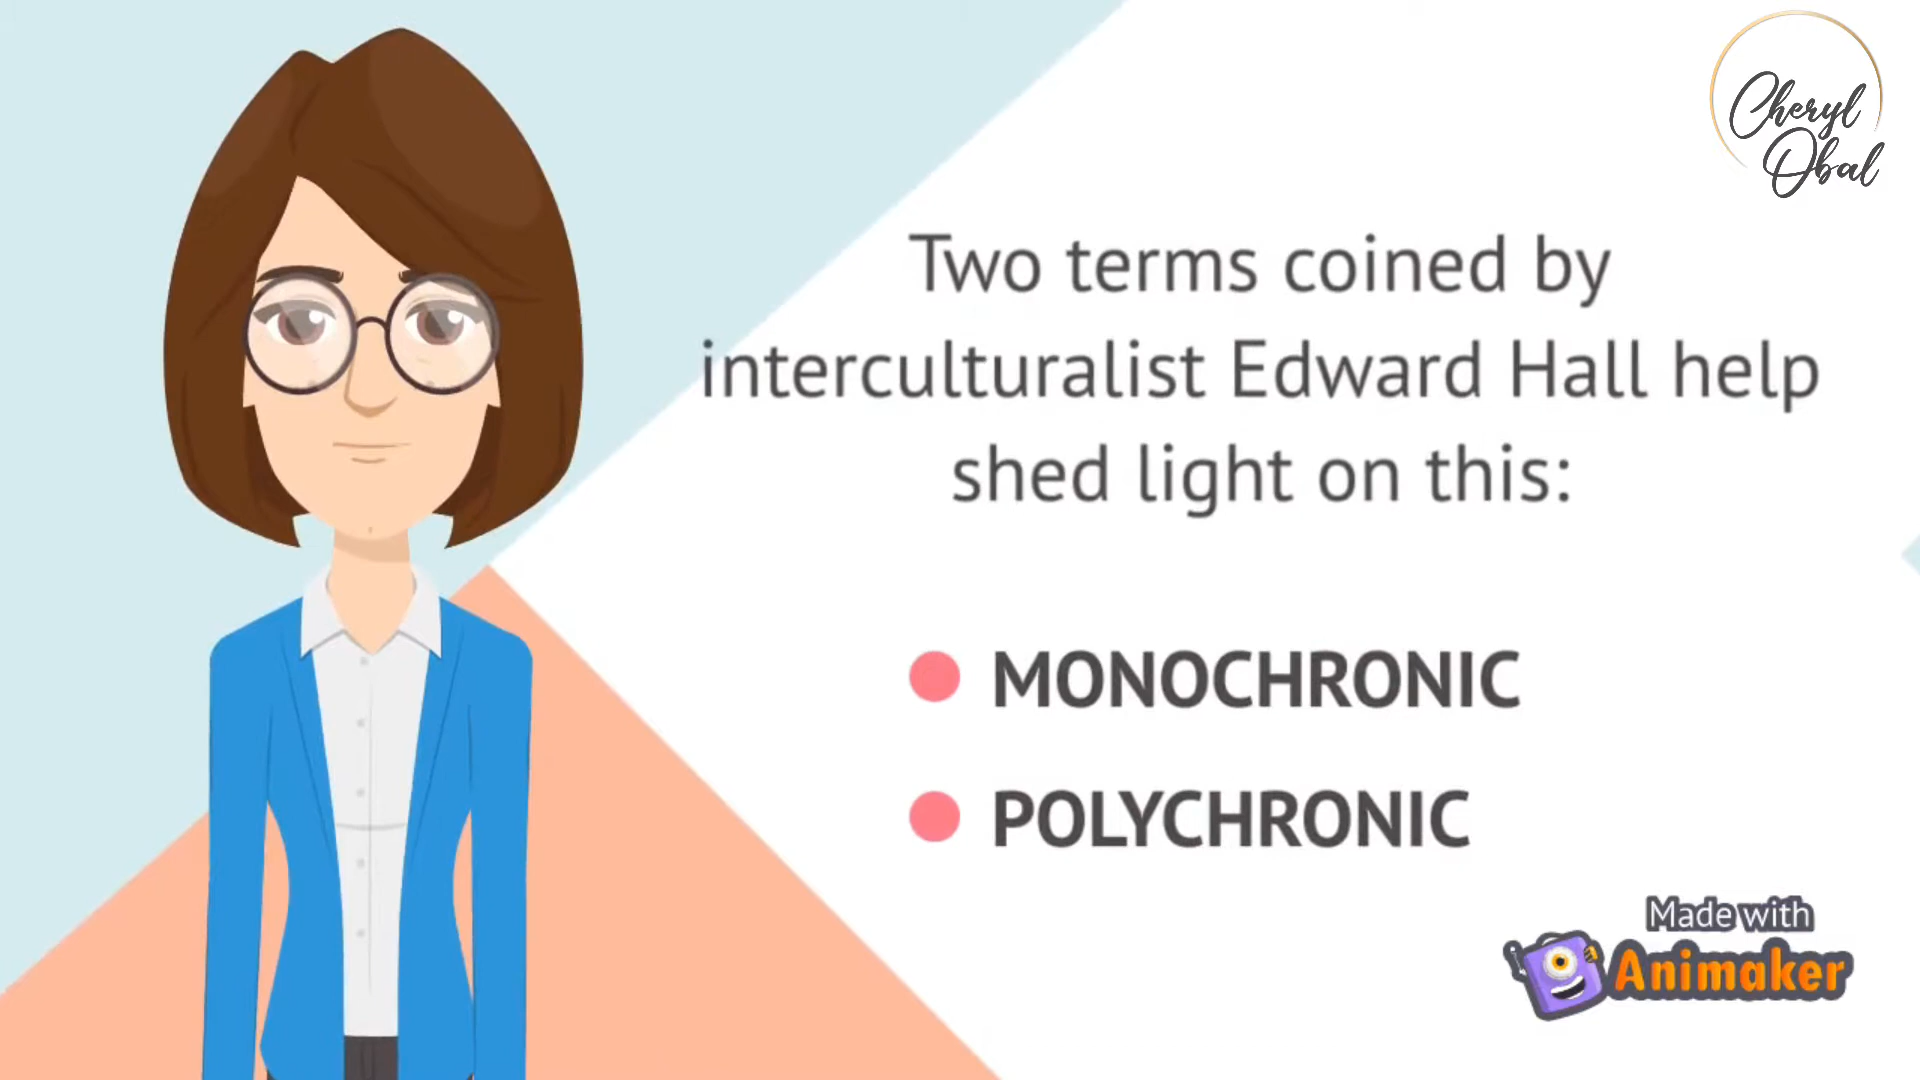 Cheryl
Obal
Two terms coined by
interculturalist Edward Hall help
shed light on this:
MONOCHRONIC
POLYCHRONIC
Made with
Animaker